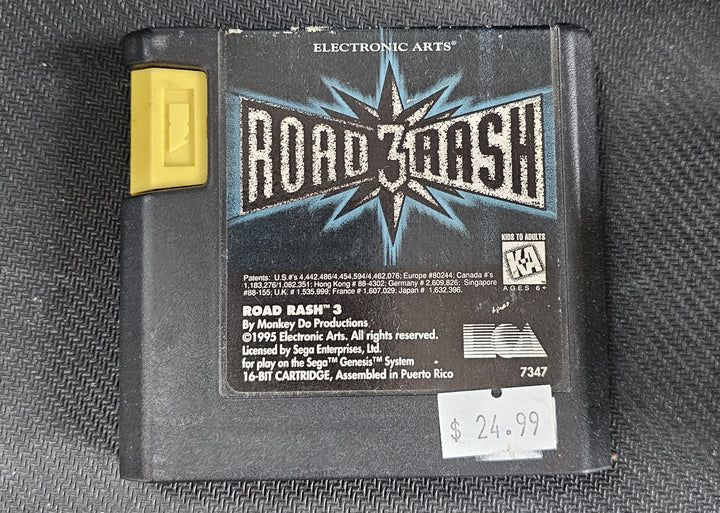 ELECTRONIC ARTS®
ROAD 3 RASH
KIDS TO ADULTS
K-A
AGES 6+
Patents: U.S.#'s 4,442,486/4,454,594/4,462,076; Europe #80244; Canada #'s
1,183,276/1,082,351; Hong Kong # 88-4302; Germany # 2,609,826; Singapore
#88-155; U.K. # 1,535,999; France # 1,607,029; Japan # 1,632,396.
ROAD RASH™ 3
By Monkey Do Productions
©1995 Electronic Arts. All rights reserved.
Licensed by Sega Enterprises, Ltd.
for play on the Sega™ Genesis™ System
16-BIT CARTRIDGE, Assembled in Puerto Rico
EA
7347
$ 24.99